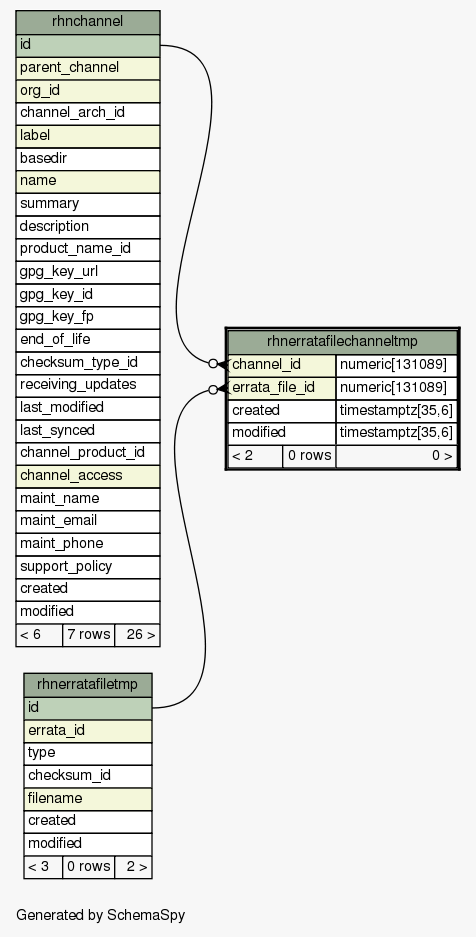 rhnchannel
id
parent_channel
org_id
channel_arch_id
label
basedir
name
summary
description
product_name_id
gpg_key_url
gpg_key_id
gpg_key_fp
end_of_life
checksum_type_id
receiving_updates
last_modified
last_synced
channel_product_id
channel_access
maint_name
maint_email
maint_phone
support_policy
created
modified
< 6 7 rows 26 >
rhnerratafilechanneltmp
channel_id numeric[131089]
errata_file_id numeric[131089]
created timestamptz[35,6]
modified timestamptz[35,6]
< 2 0 rows 0 >
rhnerratafiletmp
id
errata_id
type
checksum_id
filename
created
modified
< 3 0 rows 2 >
Generated by SchemaSpy